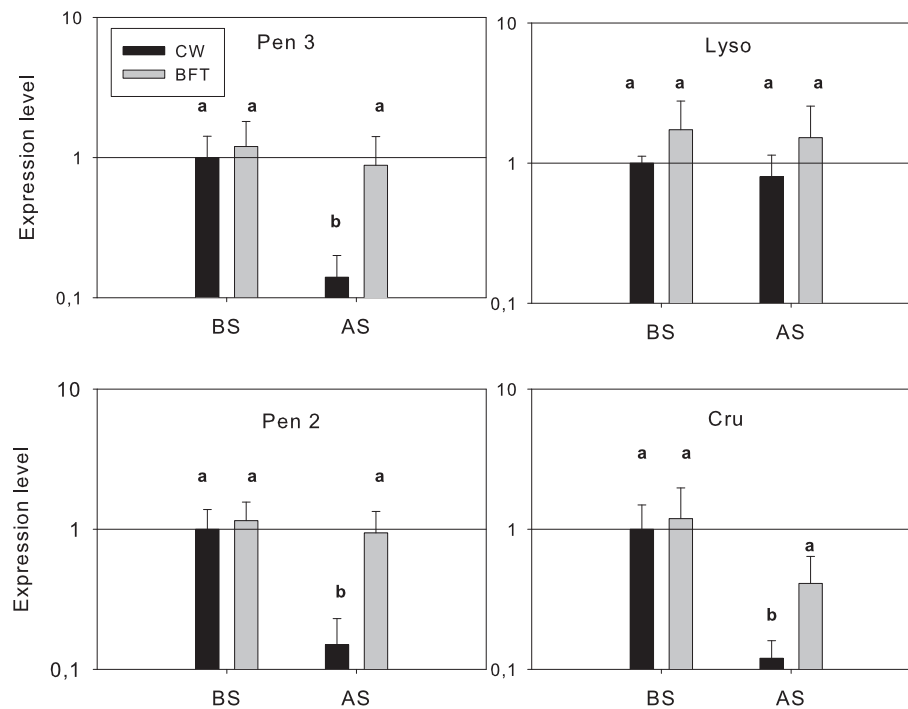 10
Pen 3
CW
BFT
a a a
1
b
0,1
BS AS
Expression level
10
Lyso
a a a a
1
0,1
BS AS
10
Pen 2
a a a
1
b
0,1
BS AS
Expression level
10
Cru
a a
1
a
b
0,1
BS AS